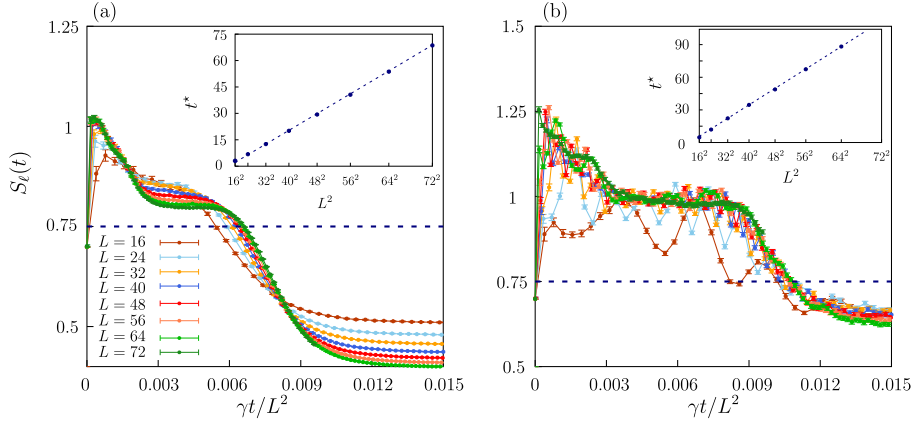 (a)
1.25
1
0.75
0.5
S_ℓ(t)
0
0.003
0.006
0.009
0.012
0.015
γt/L²
L = 16
L = 24
L = 32
L = 40
L = 48
L = 56
L = 64
L = 72
75
60
45
30
15
0
t⋆
16² 32² 40² 48² 56² 64² 72²
L²
(b)
1.5
1.25
1
0.75
0.5
0
0.003
0.006
0.009
0.012
0.015
γt/L²
90
60
30
0
t⋆
16² 32² 40² 48² 56² 64² 72²
L²